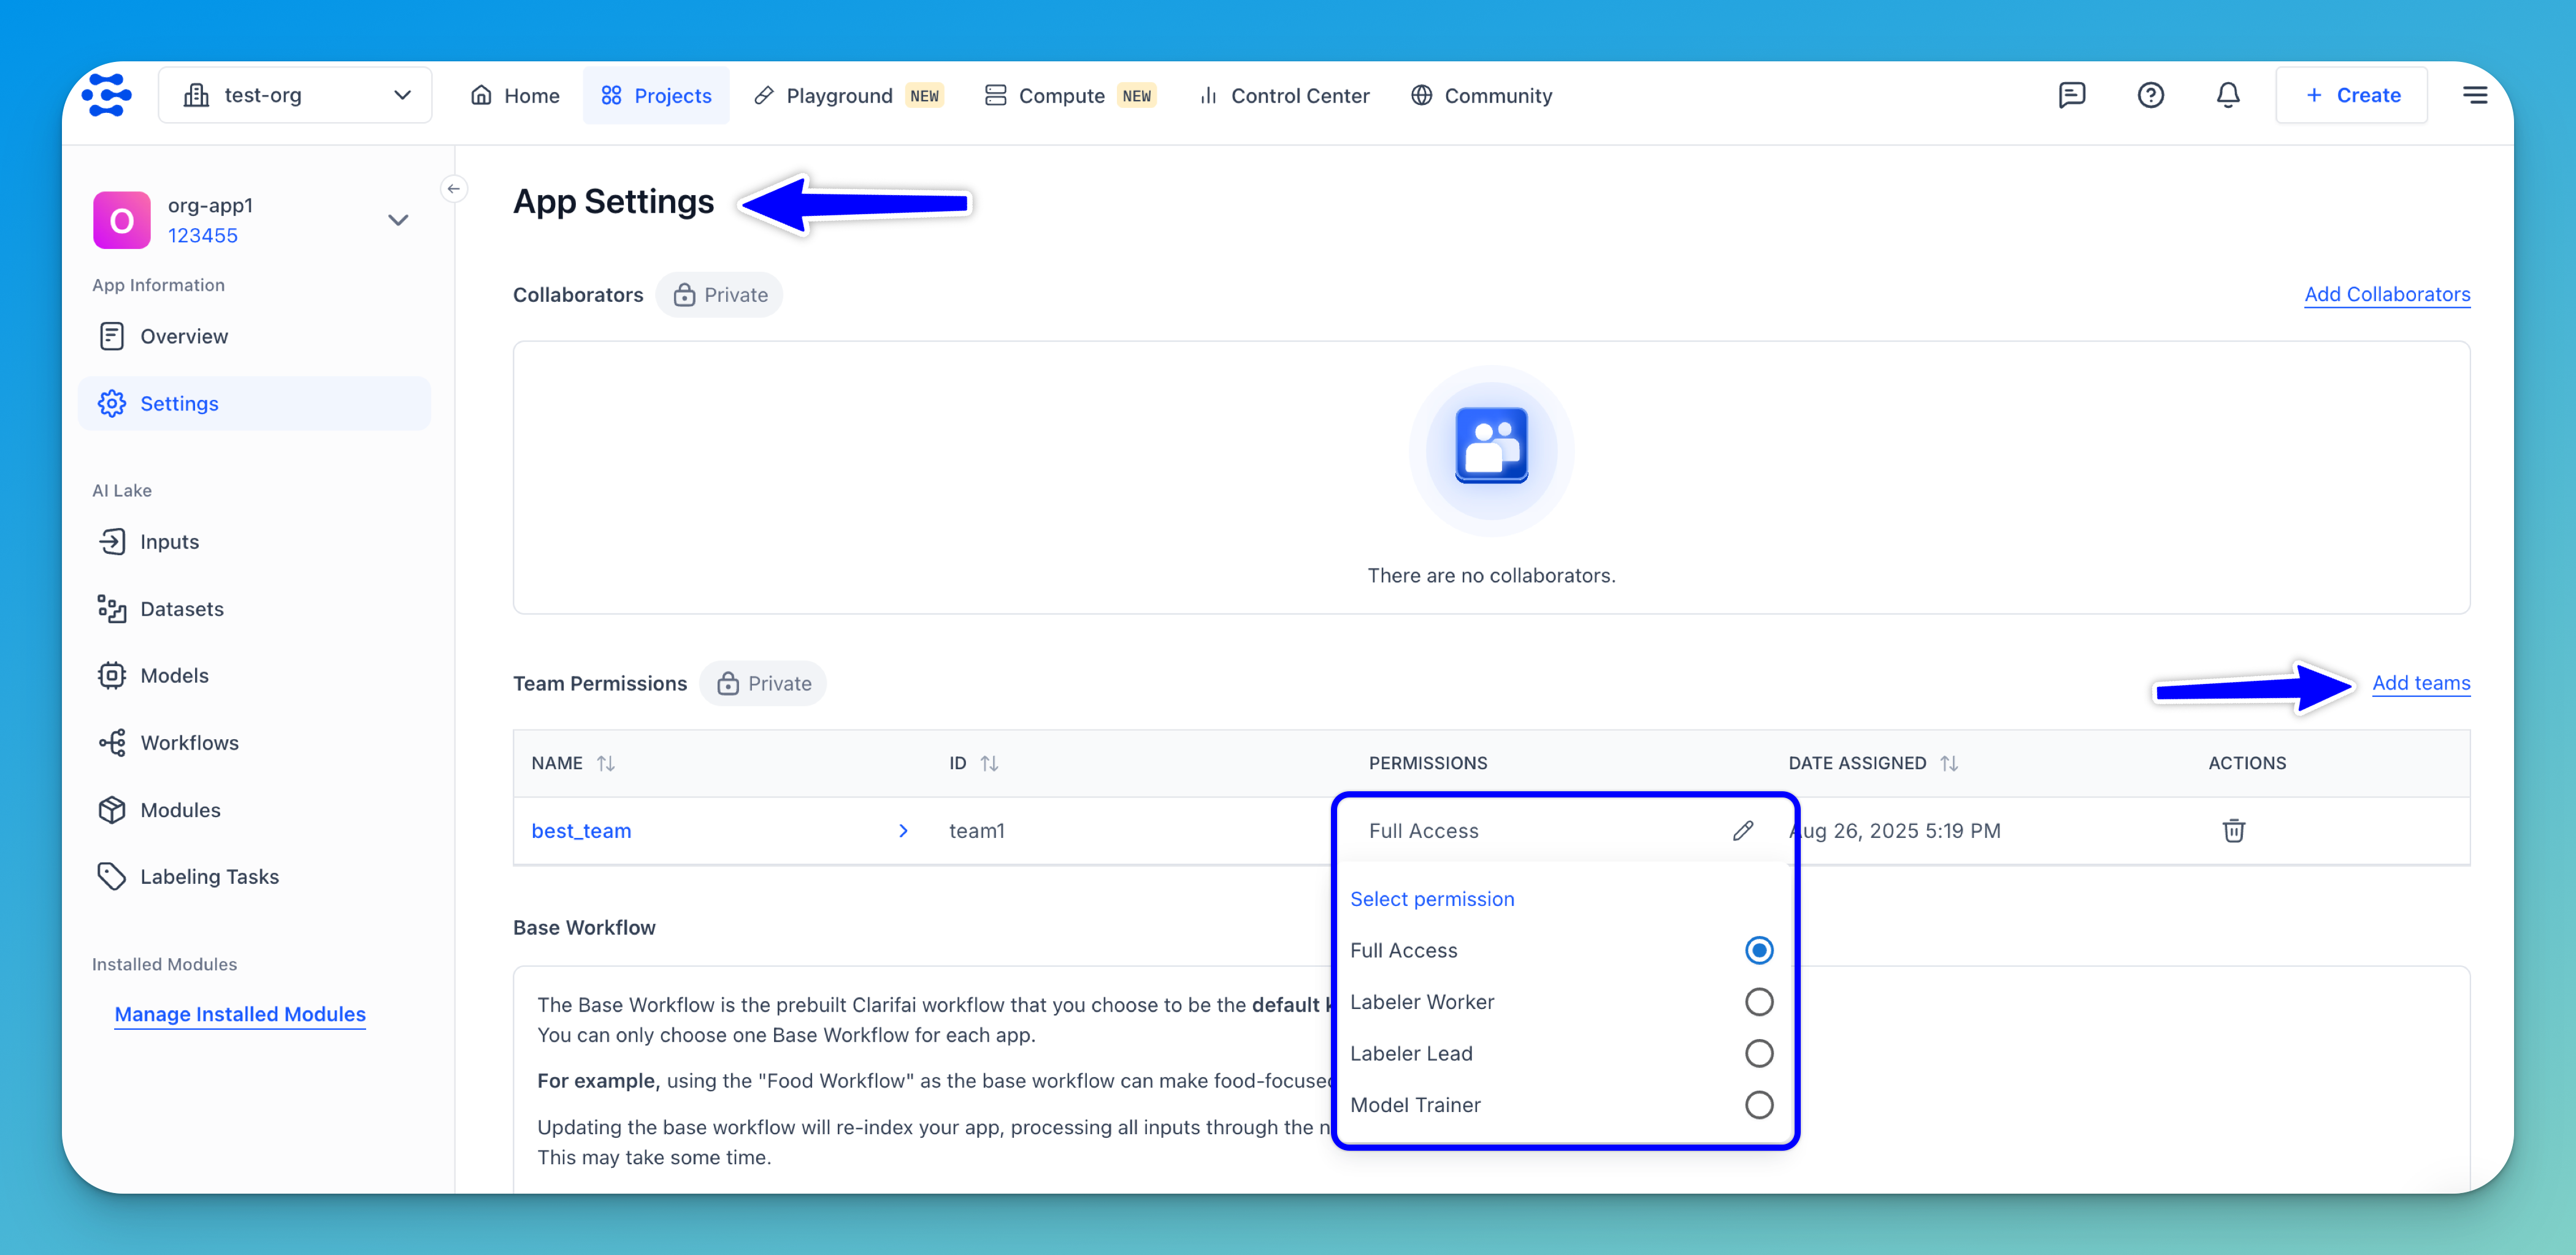 test-org
Home
Projects
Playground NEW
Compute NEW
Control Center
Community
+ Create
O
org-app1
123455
App Information
Overview
Settings
AI Lake
Inputs
Datasets
Models
Workflows
Modules
Labeling Tasks
Installed Modules
Manage Installed Modules
App Settings
Collaborators Private
Add Collaborators
There are no collaborators.
Team Permissions Private
Add teams
NAME ID PERMISSIONS DATE ASSIGNED ACTIONS
best_team team1 Full Access Aug 26, 2025 5:19 PM
Select permission
Full Access
Labeler Worker
Labeler Lead
Model Trainer
Base Workflow
The Base Workflow is the prebuilt Clarifai workflow that you choose to be the default
You can only choose one Base Workflow for each app.
For example, using the "Food Workflow" as the base workflow can make food-focused
Updating the base workflow will re-index your app, processing all inputs through the
This may take some time.